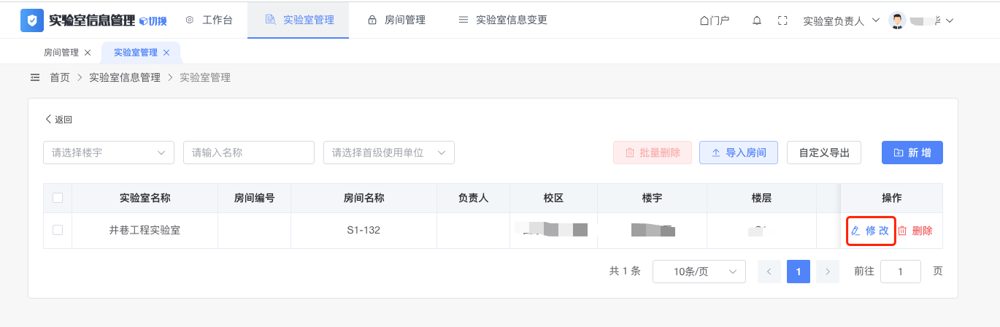 实验室信息管理 切换 工作台 实验室管理 房间管理 实验室信息变更 门户 实验室负责人
房间管理 实验室管理
首页 > 实验室信息管理 > 实验室管理
返回
请选择楼宇 请输入名称 请选择首级使用单位 批量删除 导入房间 自定义导出 新 增
实验室名称 房间编号 房间名称 负责人 校区 楼宇 楼层 操作
井巷工程实验室 S1-132 修 改 删除
共 1 条 10条/页 < 1 > 前往 1 页